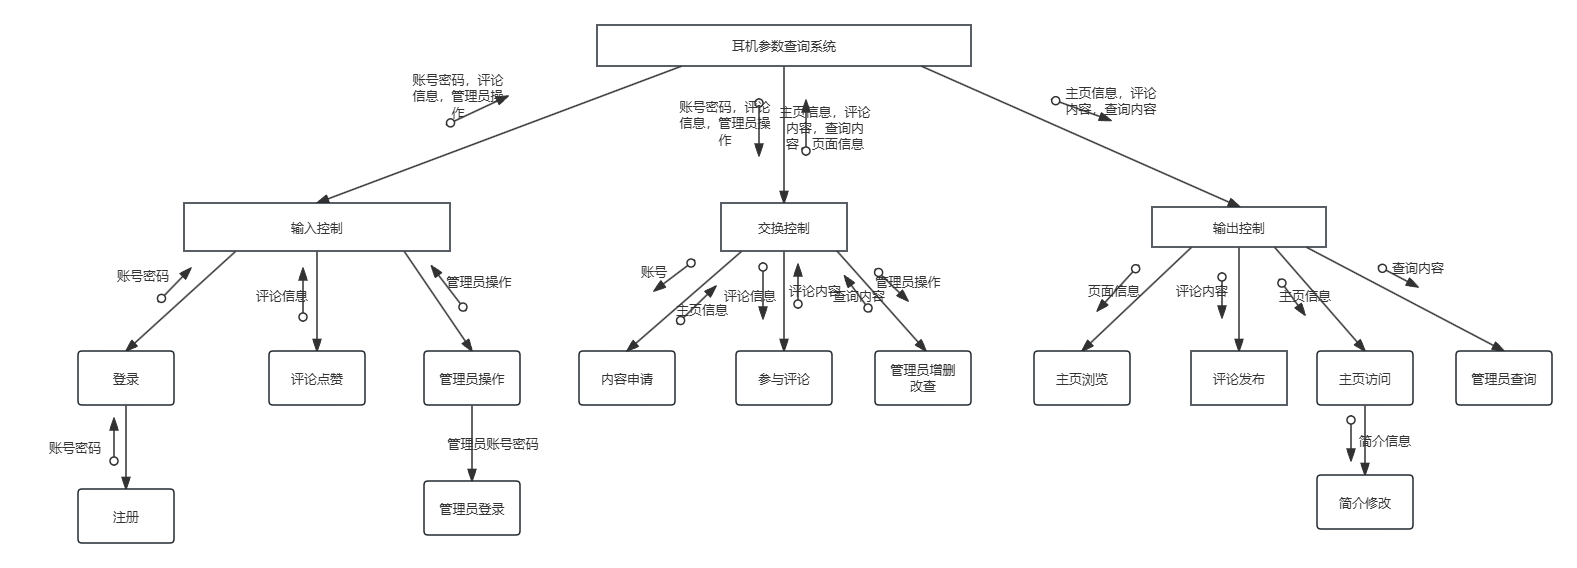 耳机参数查询系统
账号密码，评论
信息，管理员操
作
账号密码，评论
信息，管理员操
作
主页信息，评论
内容，查询内
容，页面信息
主页信息，评论
内容，查询内容
输入控制
交换控制
输出控制
账号密码
评论信息
管理员操作
账号
主页信息
评论信息
评论内容
查询内容
管理员操作
页面信息
评论内容
主页信息
查询内容
登录
评论点赞
管理员操作
内容申请
参与评论
管理员增删
改查
主页浏览
评论发布
主页访问
管理员查询
账号密码
管理员账号密码
简介信息
注册
管理员登录
简介修改